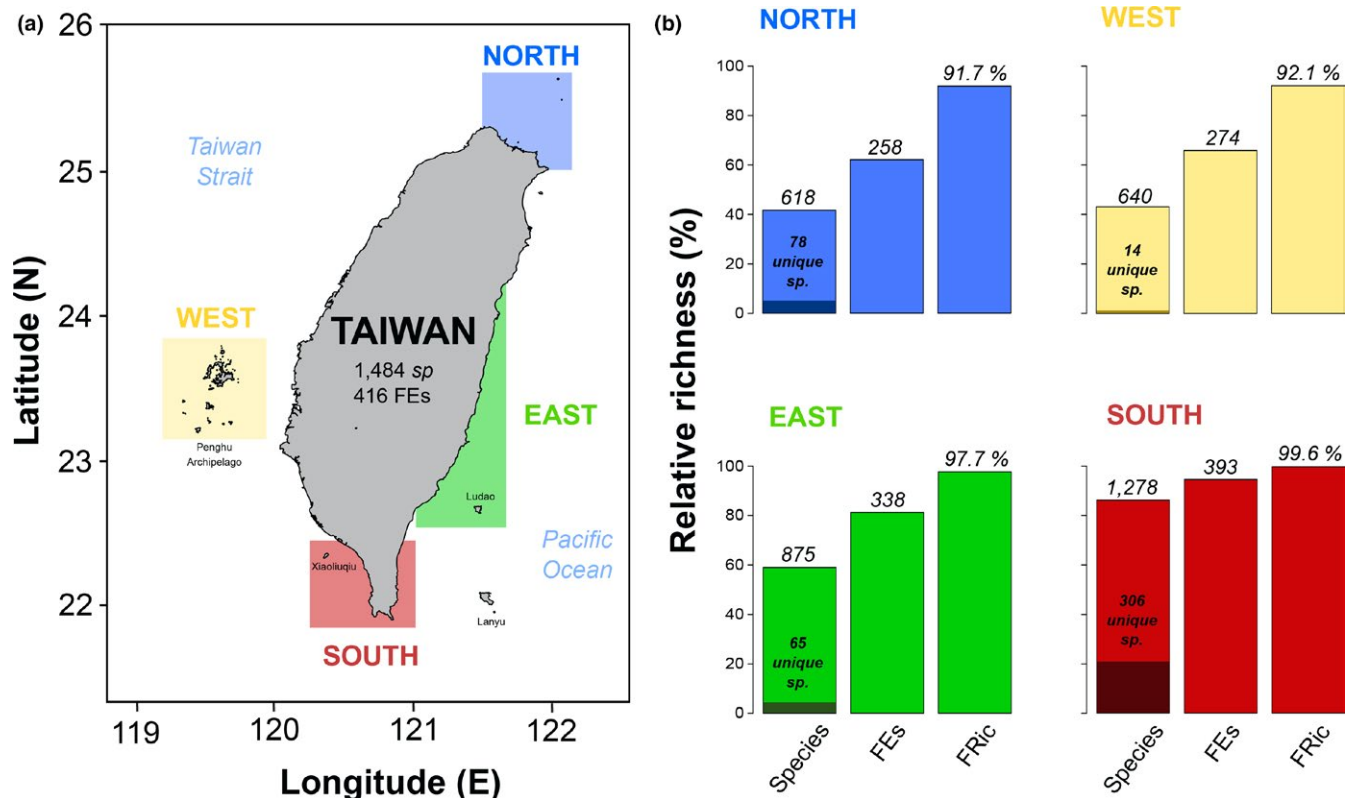 (a)
26
25
24
23
22
Latitude (N)
119
120
121
122
Longitude (E)
NORTH
Taiwan
Strait
WEST
Penghu
Archipelago
TAIWAN
1,484 sp
416 FEs
EAST
Ludao
Pacific
Ocean
Xiaoliuqiu
Lanyu
SOUTH
(b)
Relative richness (%)
NORTH
100
80
60
40
20
0
618
78
unique
sp.
258
91.7 %
WEST
640
14
unique
sp.
274
92.1 %
EAST
100
80
60
40
20
0
875
65
unique
sp.
338
97.7 %
Species
FEs
FRic
SOUTH
1,278
306
unique
sp.
393
99.6 %
Species
FEs
FRic